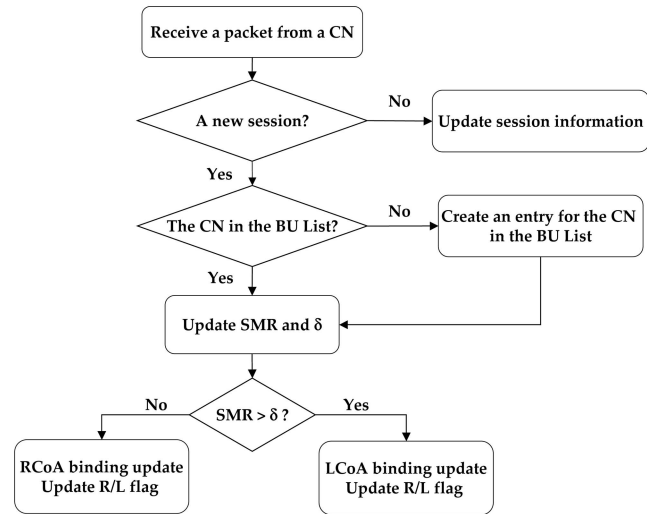 Receive a packet from a CN
A new session?
No
Update session information
Yes
The CN in the BU List?
No
Create an entry for the CN
in the BU List
Yes
Update SMR and δ
No
SMR > δ ?
Yes
RCoA binding update
Update R/L flag
LCoA binding update
Update R/L flag